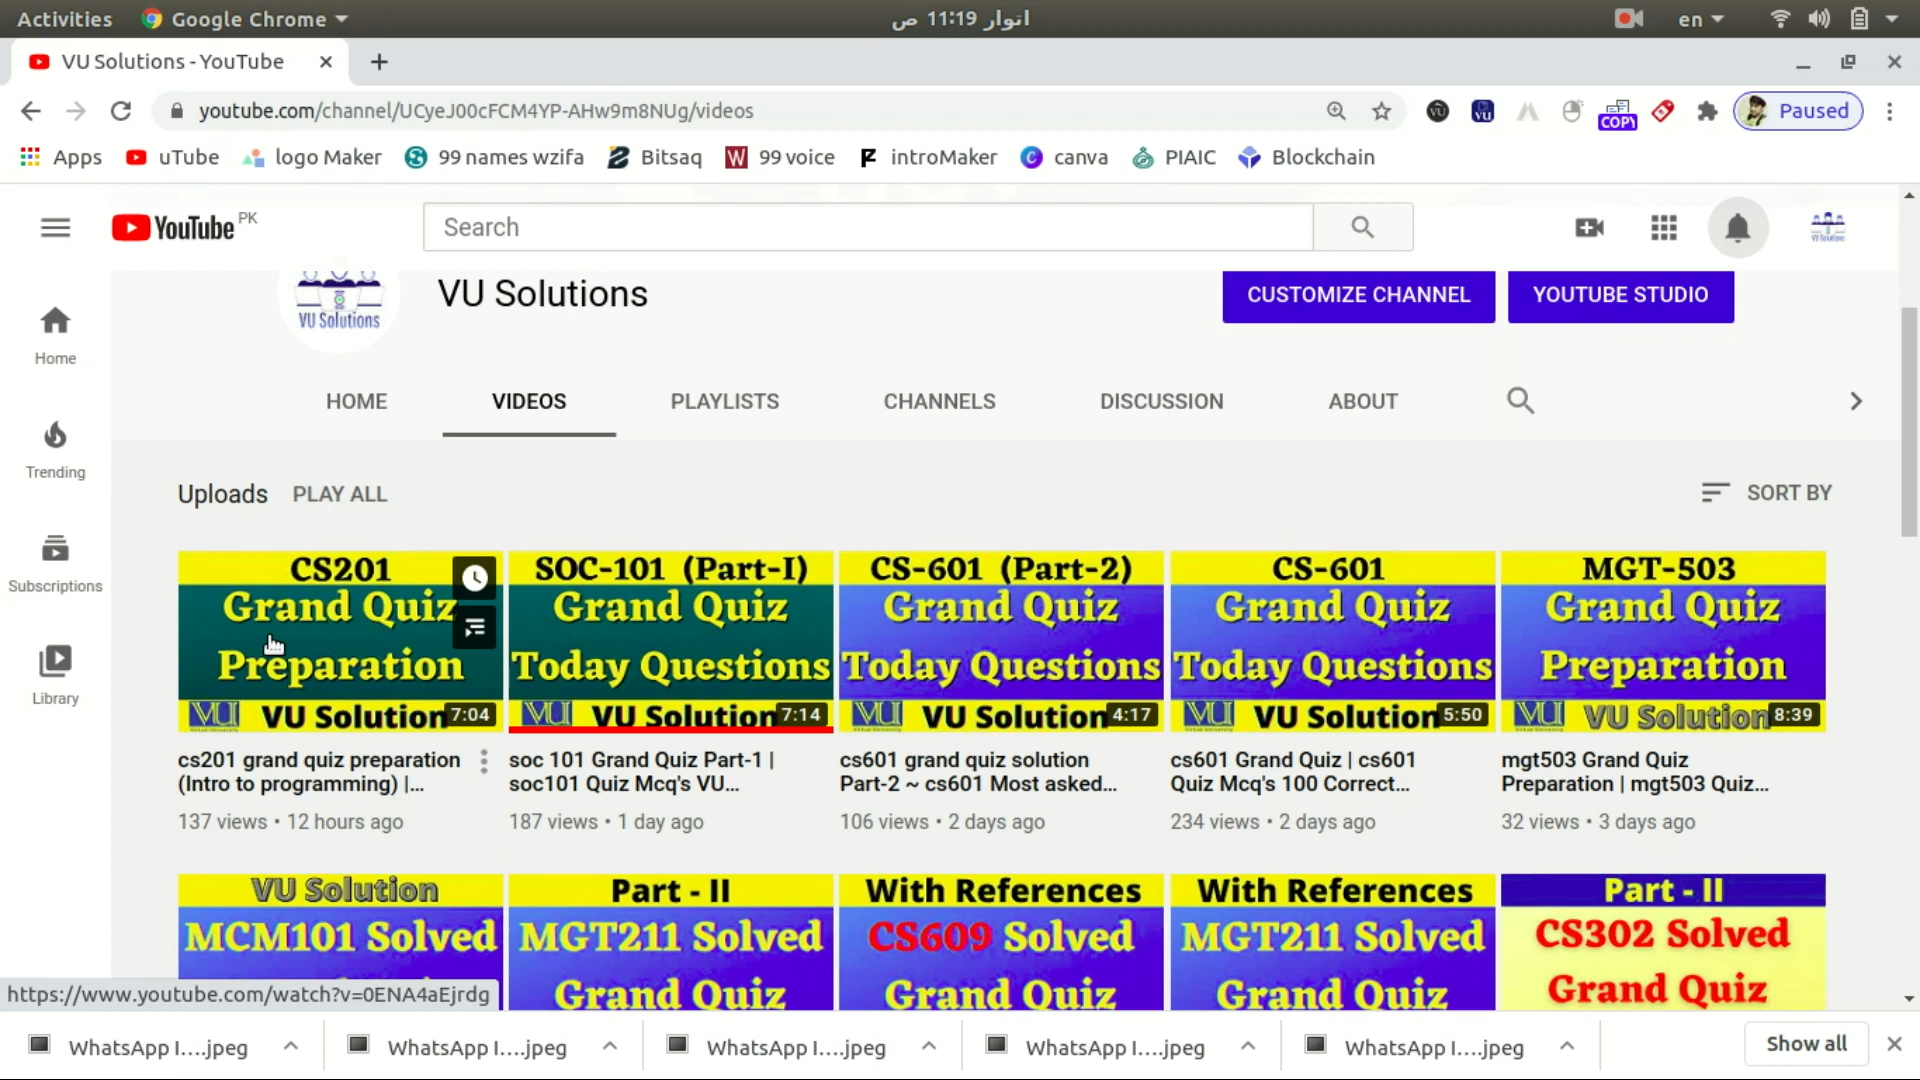 Activities
Google Chrome
اتوار 11:19 ص
en
VU Solutions - YouTube
youtube.com/channel/UCyeJ00cFCM4YP-AHw9m8NUg/videos
VU
COPY
Paused
Apps
uTube
logo Maker
99 names wzifa
Bitsaq
99 voice
introMaker
canva
PIAIC
Blockchain
YouTube PK
Search
VU Solutions
VU Solutions
CUSTOMIZE CHANNEL
YOUTUBE STUDIO
Home
Trending
Subscriptions
Library
HOME
VIDEOS
PLAYLISTS
CHANNELS
DISCUSSION
ABOUT
Uploads
PLAY ALL
SORT BY
CS201
Grand Quiz
Preparation
VU Solution
7:04
cs201 grand quiz preparation
(Intro to programming) |...
137 views • 12 hours ago
SOC-101 (Part-I)
Grand Quiz
Today Questions
VU Solution
7:14
soc 101 Grand Quiz Part-1 |
soc101 Quiz Mcq's VU...
187 views • 1 day ago
CS-601 (Part-2)
Grand Quiz
Today Questions
VU Solution
4:17
cs601 grand quiz solution
Part-2 ~ cs601 Most asked...
106 views • 2 days ago
CS-601
Grand Quiz
Today Questions
VU Solution
5:50
cs601 Grand Quiz | cs601
Quiz Mcq's 100 Correct...
234 views • 2 days ago
MGT-503
Grand Quiz
Preparation
VU Solution
8:39
mgt503 Grand Quiz
Preparation | mgt503 Quiz...
32 views • 3 days ago
VU Solution
MCM101 Solved
Part - II
MGT211 Solved
Grand Quiz
With References
CS609 Solved
Grand Quiz
With References
MGT211 Solved
Grand Quiz
Part - II
CS302 Solved
Grand Quiz
https://www.youtube.com/watch?v=0ENA4aEjrdg
WhatsApp I....jpeg
WhatsApp I....jpeg
WhatsApp I....jpeg
WhatsApp I....jpeg
WhatsApp I....jpeg
Show all